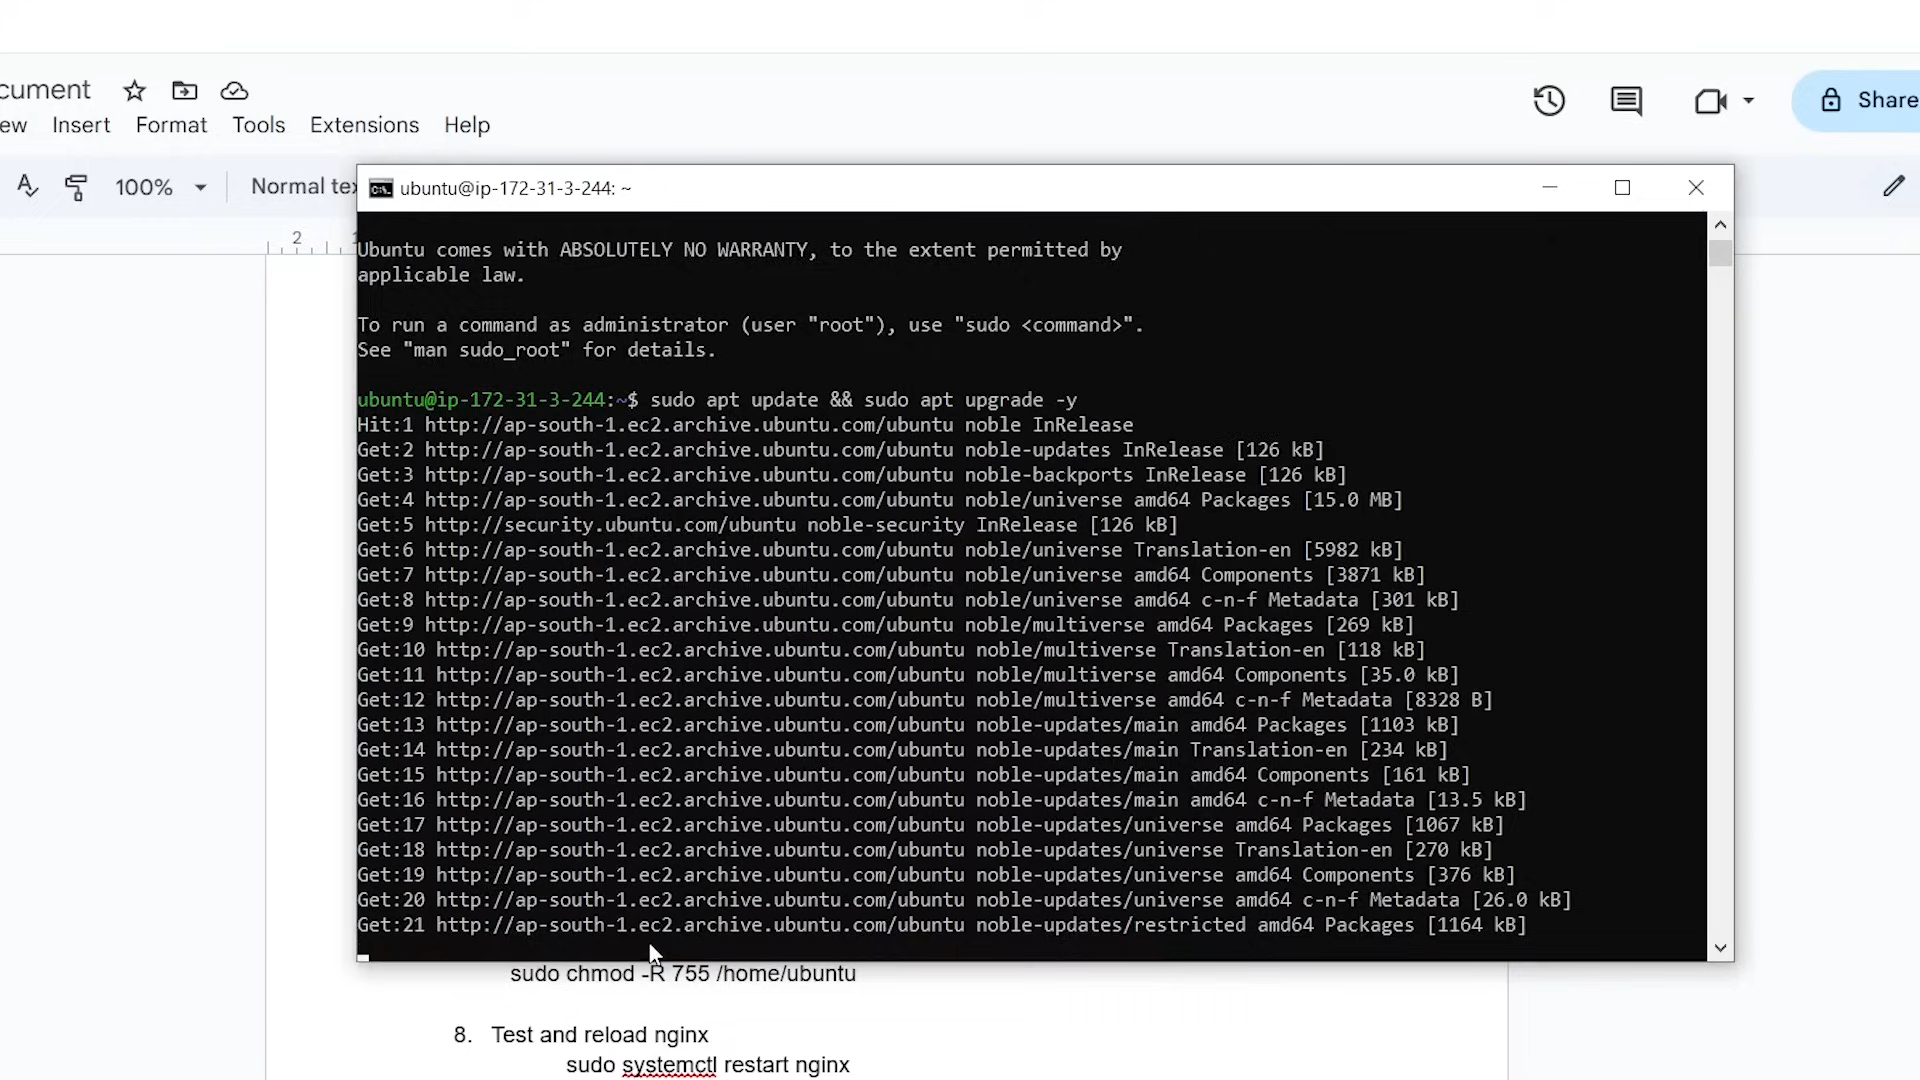 cument
Share
ew Insert Format Tools Extensions Help
100% Normal tex
2
ubuntu@ip-172-31-3-244: ~
Ubuntu comes with ABSOLUTELY NO WARRANTY, to the extent permitted by
applicable law.
To run a command as administrator (user "root"), use "sudo <command>".
See "man sudo_root" for details.
ubuntu@ip-172-31-3-244:~$ sudo apt update && sudo apt upgrade -y
Hit:1 http://ap-south-1.ec2.archive.ubuntu.com/ubuntu noble InRelease
Get:2 http://ap-south-1.ec2.archive.ubuntu.com/ubuntu noble-updates InRelease [126 kB]
Get:3 http://ap-south-1.ec2.archive.ubuntu.com/ubuntu noble-backports InRelease [126 kB]
Get:4 http://ap-south-1.ec2.archive.ubuntu.com/ubuntu noble/universe amd64 Packages [15.0 MB]
Get:5 http://security.ubuntu.com/ubuntu noble-security InRelease [126 kB]
Get:6 http://ap-south-1.ec2.archive.ubuntu.com/ubuntu noble/universe Translation-en [5982 kB]
Get:7 http://ap-south-1.ec2.archive.ubuntu.com/ubuntu noble/universe amd64 Components [3871 kB]
Get:8 http://ap-south-1.ec2.archive.ubuntu.com/ubuntu noble/universe amd64 c-n-f Metadata [301 kB]
Get:9 http://ap-south-1.ec2.archive.ubuntu.com/ubuntu noble/multiverse amd64 Packages [269 kB]
Get:10 http://ap-south-1.ec2.archive.ubuntu.com/ubuntu noble/multiverse Translation-en [118 kB]
Get:11 http://ap-south-1.ec2.archive.ubuntu.com/ubuntu noble/multiverse amd64 Components [35.0 kB]
Get:12 http://ap-south-1.ec2.archive.ubuntu.com/ubuntu noble/multiverse amd64 c-n-f Metadata [8328 B]
Get:13 http://ap-south-1.ec2.archive.ubuntu.com/ubuntu noble-updates/main amd64 Packages [1103 kB]
Get:14 http://ap-south-1.ec2.archive.ubuntu.com/ubuntu noble-updates/main Translation-en [234 kB]
Get:15 http://ap-south-1.ec2.archive.ubuntu.com/ubuntu noble-updates/main amd64 Components [161 kB]
Get:16 http://ap-south-1.ec2.archive.ubuntu.com/ubuntu noble-updates/main amd64 c-n-f Metadata [13.5 kB]
Get:17 http://ap-south-1.ec2.archive.ubuntu.com/ubuntu noble-updates/universe amd64 Packages [1067 kB]
Get:18 http://ap-south-1.ec2.archive.ubuntu.com/ubuntu noble-updates/universe Translation-en [270 kB]
Get:19 http://ap-south-1.ec2.archive.ubuntu.com/ubuntu noble-updates/universe amd64 Components [376 kB]
Get:20 http://ap-south-1.ec2.archive.ubuntu.com/ubuntu noble-updates/universe amd64 c-n-f Metadata [26.0 kB]
Get:21 http://ap-south-1.ec2.archive.ubuntu.com/ubuntu noble-updates/restricted amd64 Packages [1164 kB]
sudo chmod -R 755 /home/ubuntu
8. Test and reload nginx
sudo systemctl restart nginx